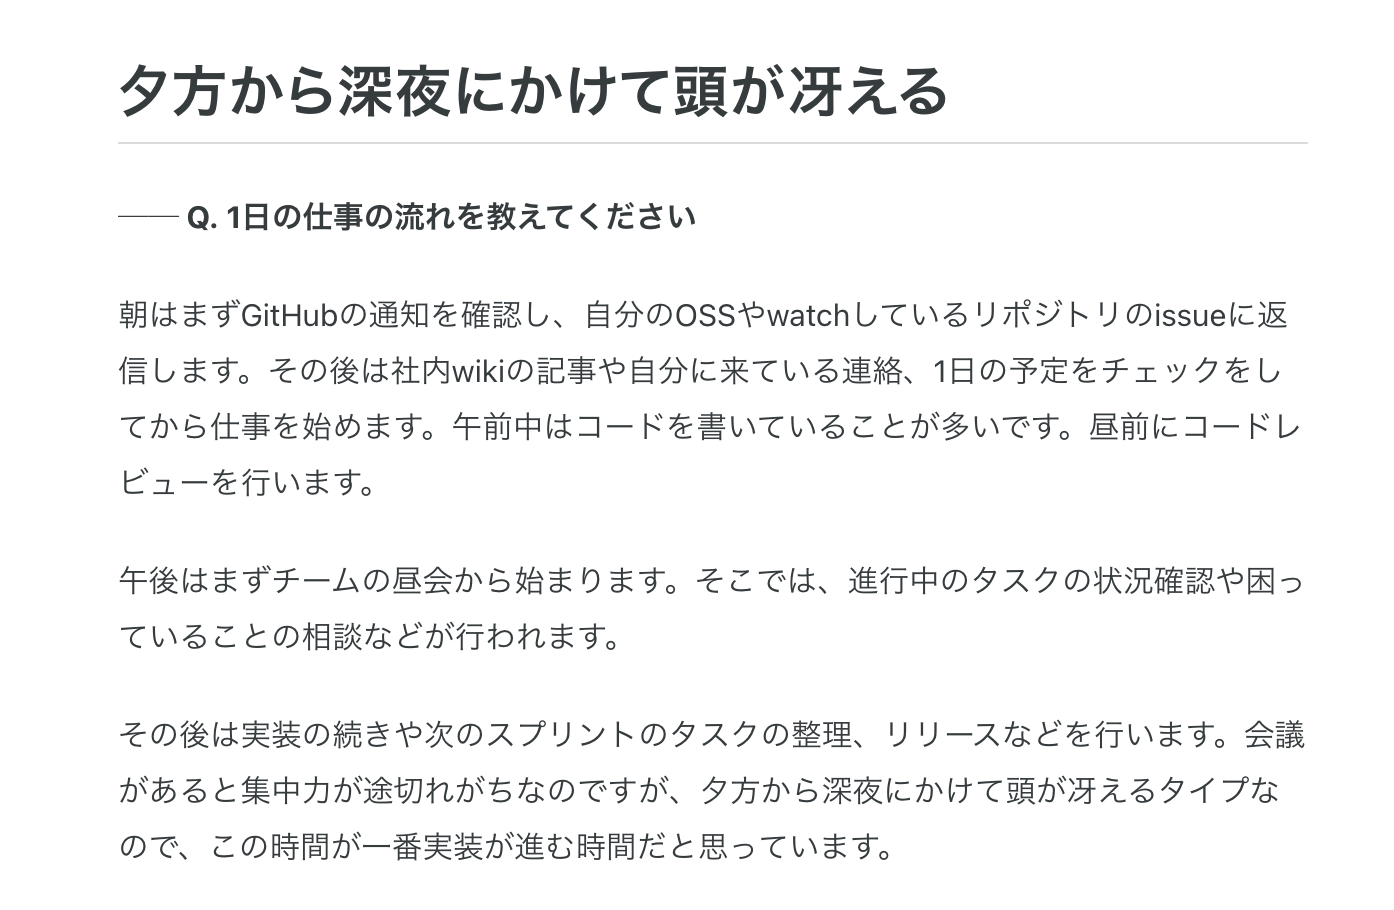 夕方から深夜にかけて頭が冴える
―― Q. 1日の仕事の流れを教えてください
朝はまずGitHubの通知を確認し、自分のOSSやwatchしているリポジトリのissueに返
信します。その後は社内wikiの記事や自分に来ている連絡、1日の予定をチェックをし
てから仕事を始めます。午前中はコードを書いていることが多いです。昼前にコードレ
ビューを行います。
午後はまずチームの昼会から始まります。そこでは、進行中のタスクの状況確認や困っ
ていることの相談などが行われます。
その後は実装の続きや次のスプリントのタスクの整理、リリースなどを行います。会議
があると集中力が途切れがちなのですが、夕方から深夜にかけて頭が冴えるタイプな
ので、この時間が一番実装が進む時間だと思っています。